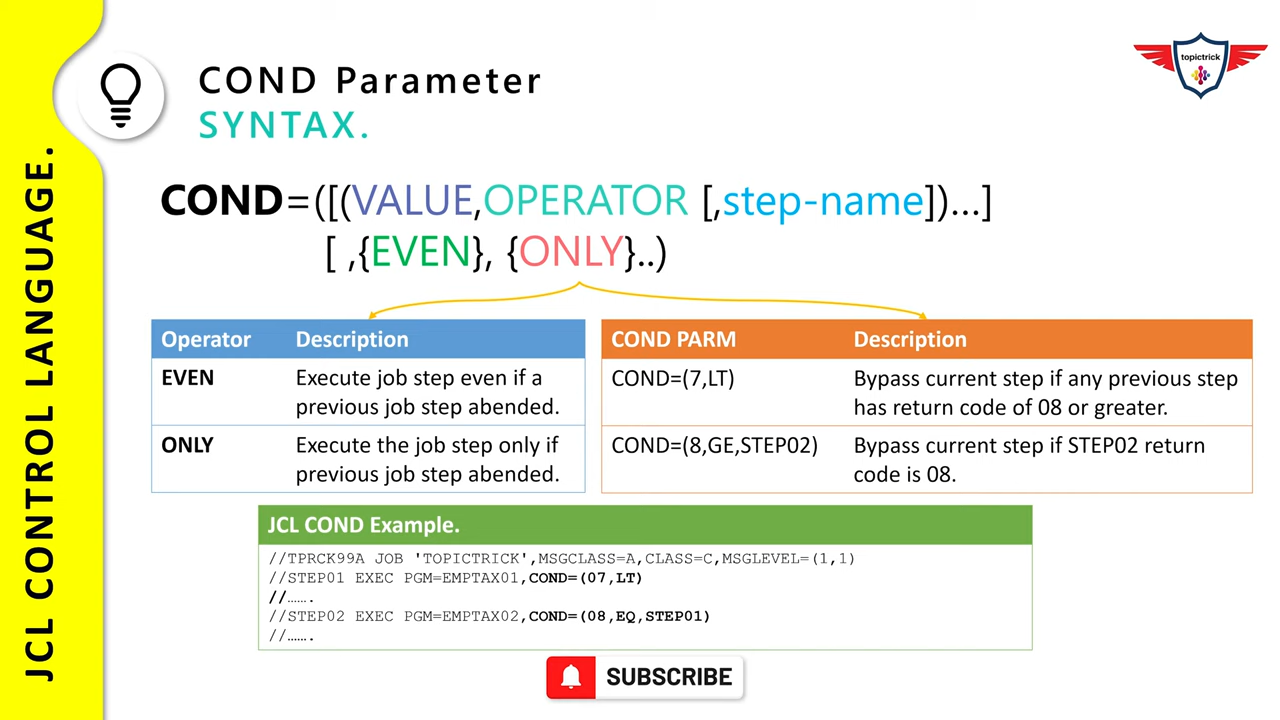 topictrick
COND Parameter
SYNTAX.
JCL CONTROL LANGUAGE.
COND=([(VALUE,OPERATOR [,step-name])...]
[ ,{EVEN}, {ONLY}..)
Operator Description
EVEN Execute job step even if a
previous job step abended.
ONLY Execute the job step only if
previous job step abended.
COND PARM Description
COND=(7,LT) Bypass current step if any previous step
has return code of 08 or greater.
COND=(8,GE,STEP02) Bypass current step if STEP02 return
code is 08.
JCL COND Example.
//TPRCK99A JOB 'TOPICTRICK',MSGCLASS=A,CLASS=C,MSGLEVEL=(1,1)
//STEP01 EXEC PGM=EMPTAX01,COND=(07,LT)
//…….
//STEP02 EXEC PGM=EMPTAX02,COND=(08,EQ,STEP01)
//…….
SUBSCRIBE